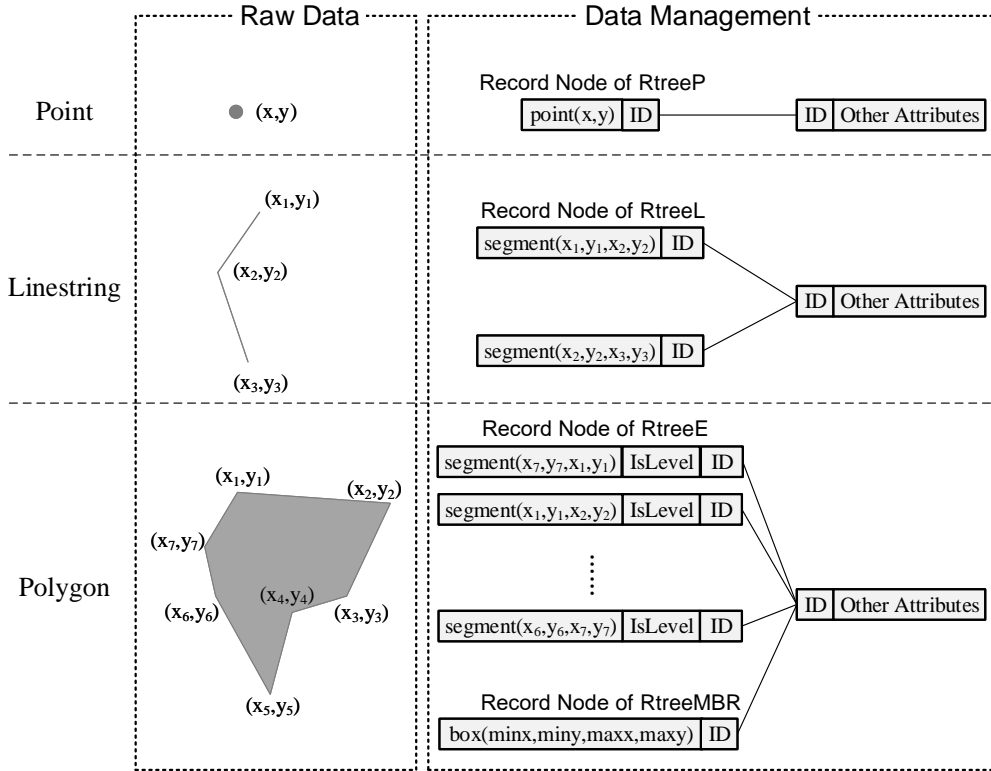 Raw Data
Data Management
Point
(x,y)
Record Node of RtreeP
point(x,y) ID
ID Other Attributes
Linestring
(x₁,y₁)
(x₂,y₂)
(x₃,y₃)
Record Node of RtreeL
segment(x₁,y₁,x₂,y₂) ID
segment(x₂,y₂,x₃,y₃) ID
ID Other Attributes
Polygon
(x₁,y₁)
(x₂,y₂)
(x₇,y₇)
(x₄,y₄)
(x₆,y₆)
(x₃,y₃)
(x₅,y₅)
Record Node of RtreeE
segment(x₇,y₇,x₁,y₁) IsLevel ID
segment(x₁,y₁,x₂,y₂) IsLevel ID
segment(x₆,y₆,x₇,y₇) IsLevel ID
ID Other Attributes
Record Node of RtreeMBR
box(minx,miny,maxx,maxy) ID